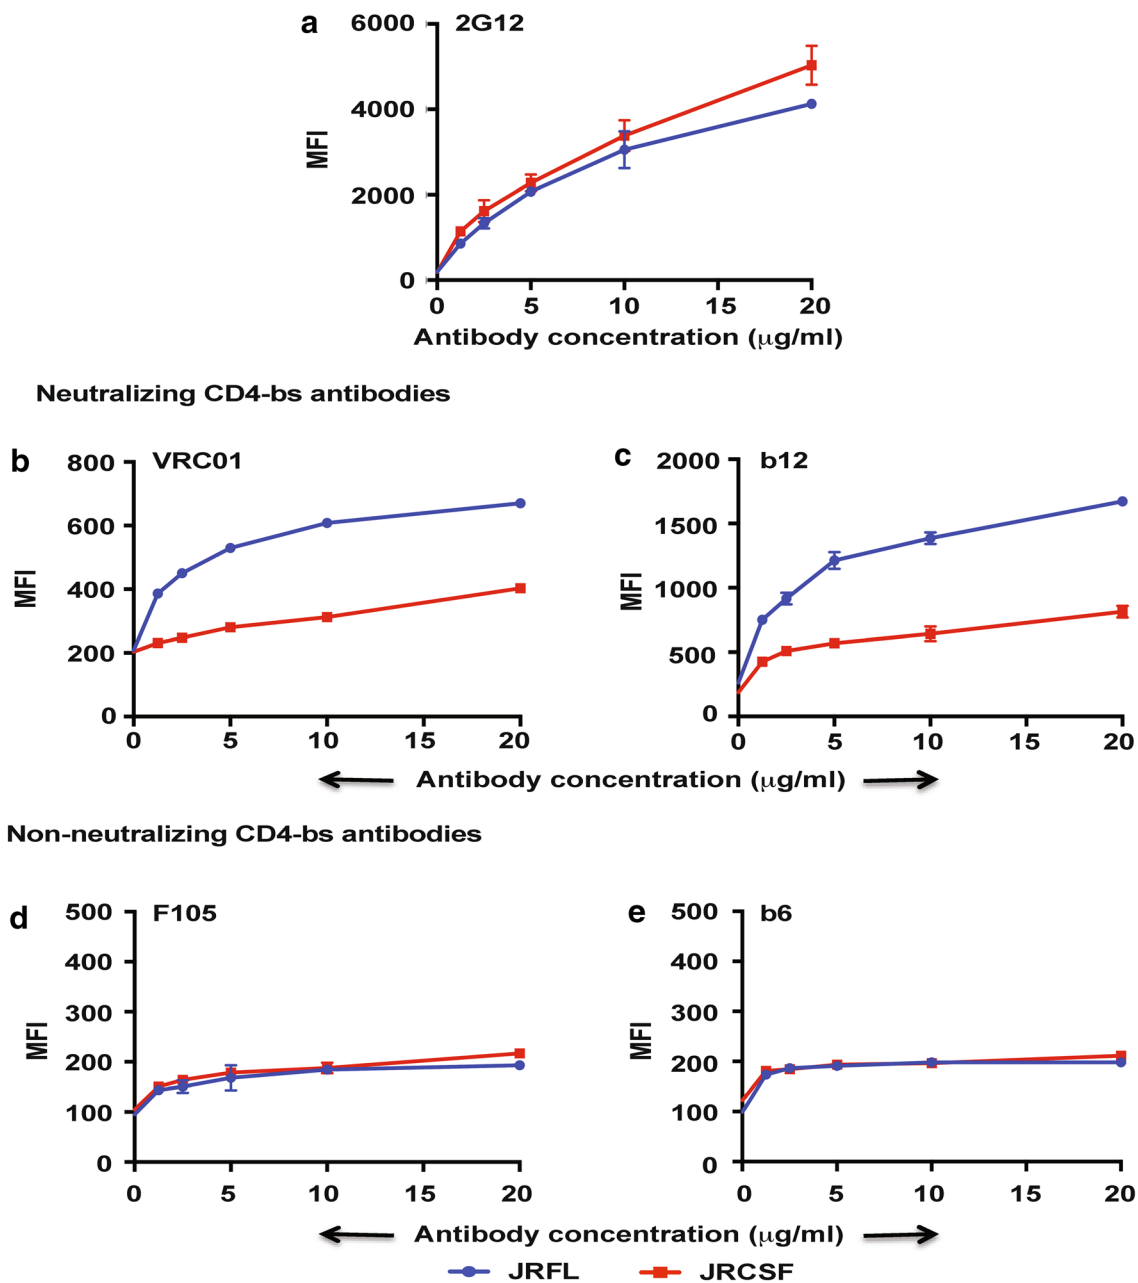 a
2G12
6000
4000
2000
0
MFI
0 5 10 15 20
Antibody concentration (μg/ml)
Neutralizing CD4-bs antibodies
b
VRC01
800
600
400
200
0
MFI
0 5 10 15 20
c
b12
2000
1500
1000
500
0
MFI
0 5 10 15 20
Antibody concentration (μg/ml)
Non-neutralizing CD4-bs antibodies
d
F105
500
400
300
200
100
0
MFI
0 5 10 15 20
e
b6
500
400
300
200
100
0
MFI
0 5 10 15 20
Antibody concentration (μg/ml)
JRFL JRCSF